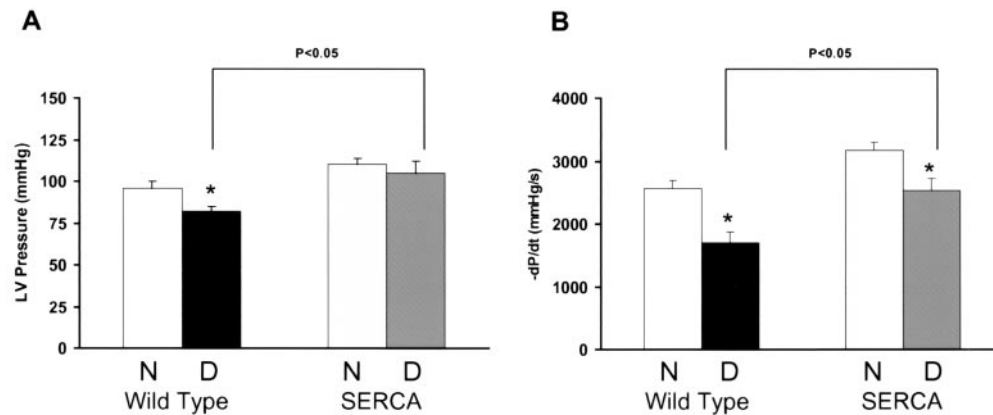 A
P<0.05
LV Pressure (mmHg)
150
125
100
75
50
25
0
*
N D N D
Wild Type SERCA
B
P<0.05
-dP/dt (mmHg/s)
4000
3000
2000
1000
0
*
*
N D N D
Wild Type SERCA